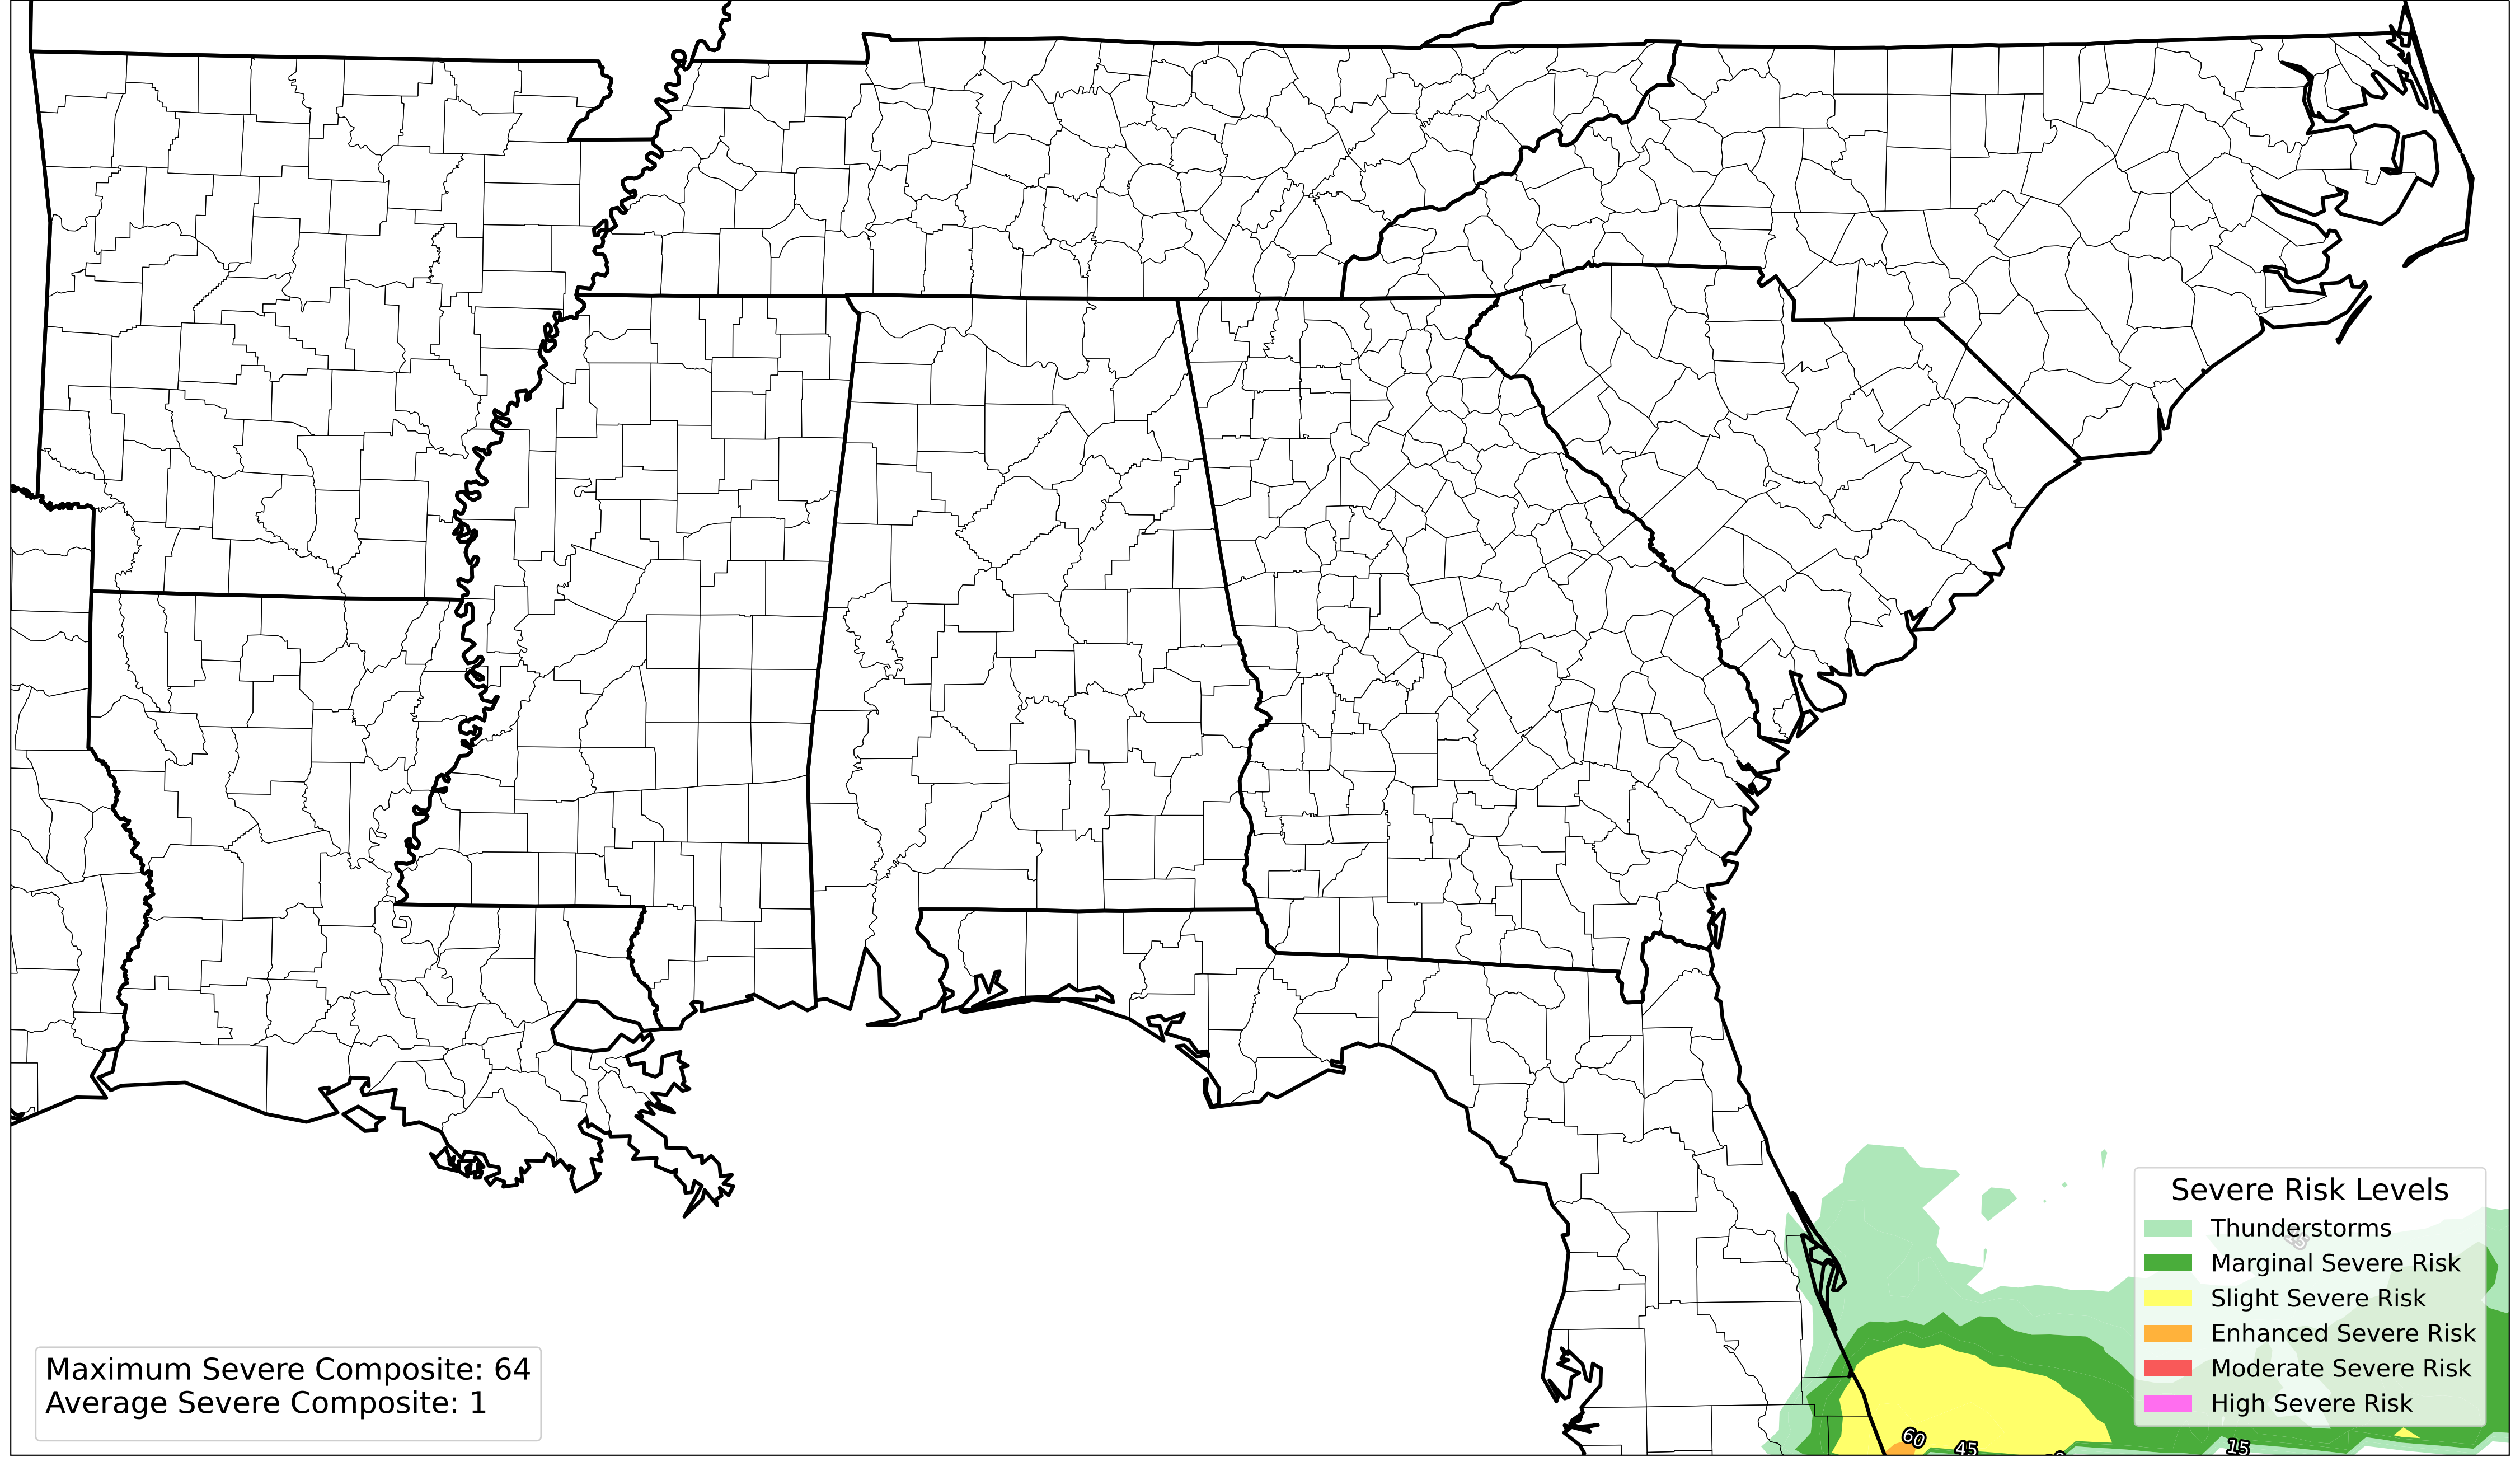 Severe Risk Levels
Thunderstorms
Marginal Severe Risk
Slight Severe Risk
Enhanced Severe Risk
Moderate Severe Risk
High Severe Risk
Maximum Severe Composite: 64
Average Severe Composite: 1
60
45
15